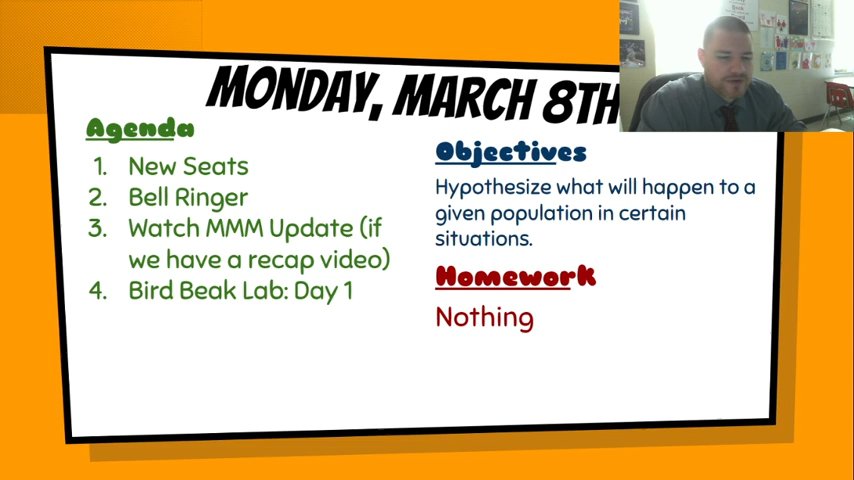 MONDAY, MARCH 8TH
Agenda
1. New Seats
2. Bell Ringer
3. Watch MMM Update (if
we have a recap video)
4. Bird Beak Lab: Day 1
Objectives
Hypothesize what will happen to a
given population in certain
situations.
Homework
Nothing